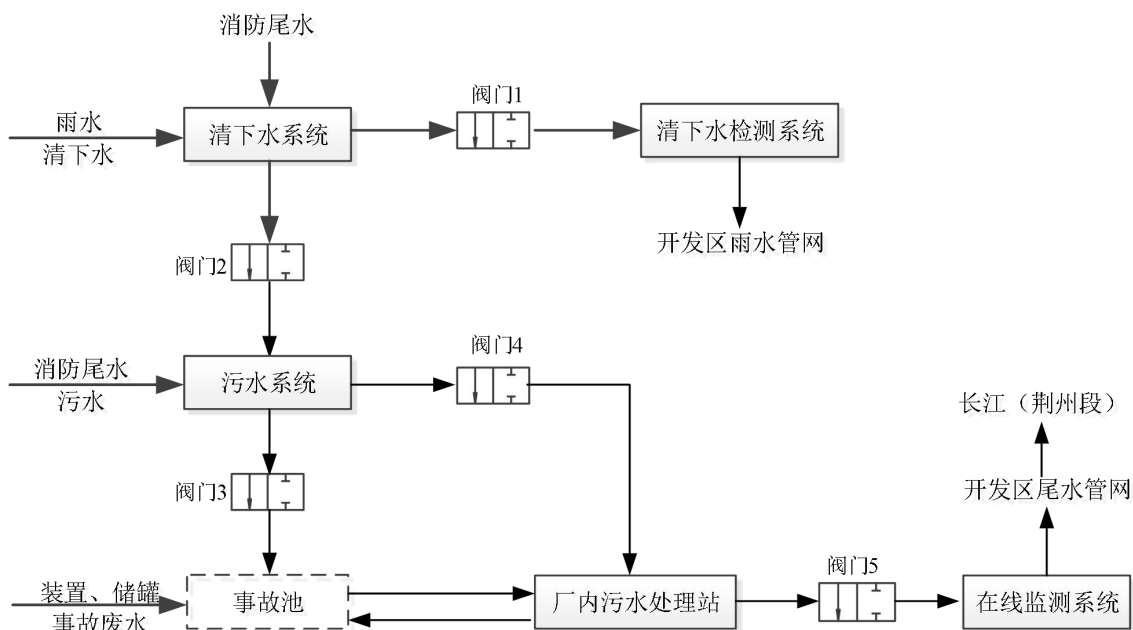 消防尾水
阀门1
雨水
清下水系统
清下水检测系统
清下水
开发区雨水管网
阀门2
阀门4
消防尾水
污水系统
污水
长江（荆州段）
阀门3
开发区尾水管网
阀门5
装置、储罐
事故池
厂内污水处理站
在线监测系统
事故废水